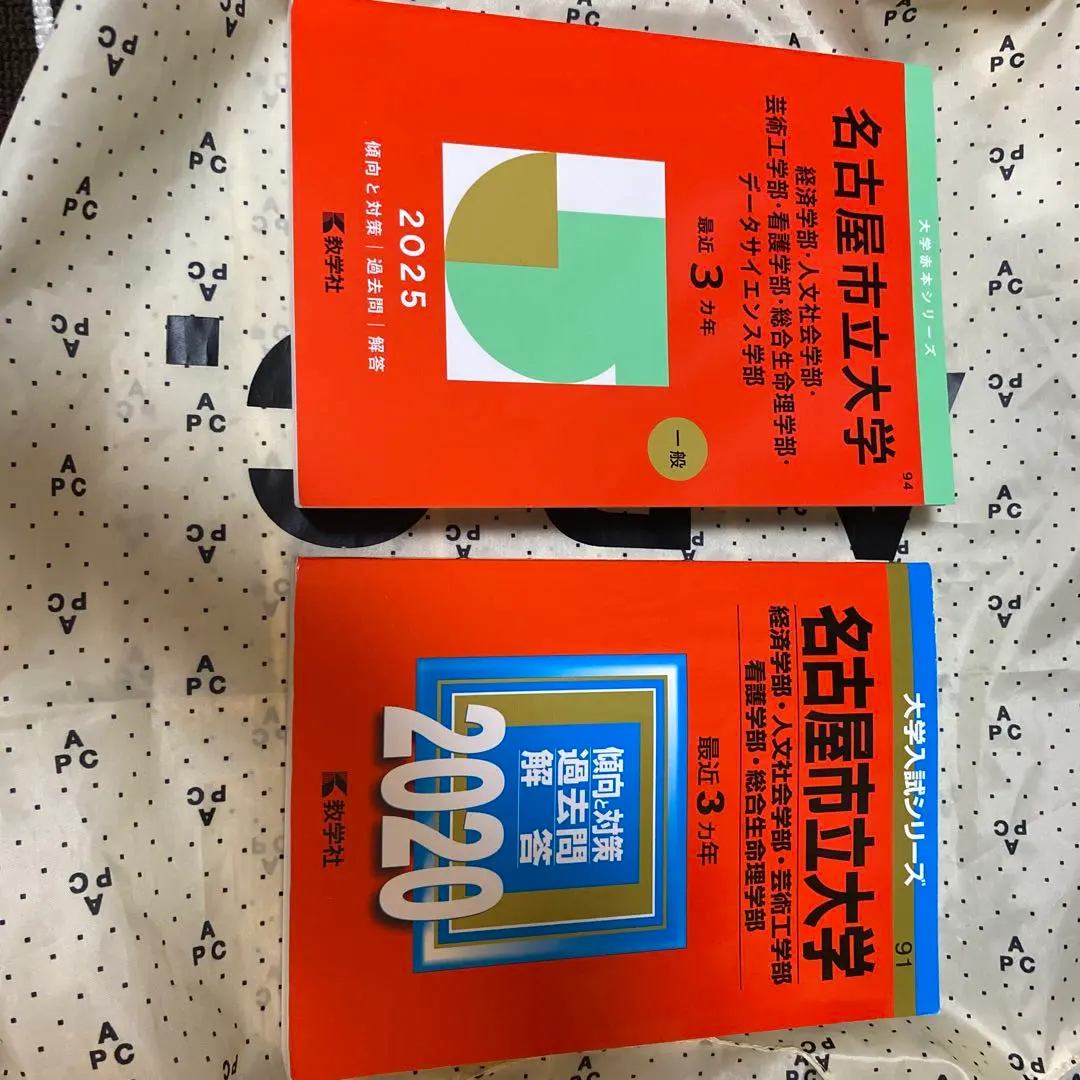 大学赤本シリーズ
94
名古屋市立大学
経済学部・人文社会学部・
芸術工学部・看護学部・総合生命理学部・
データサイエンス学部
最近3カ年
一般
2025
傾向と対策|過去問|解答
教学社
大学入試シリーズ
91
名古屋市立大学
経済学部・人文社会学部・芸術工学部
看護学部・総合生命理学部
最近3カ年
傾向と対策
過去問
解答
2020
教学社
A
PC